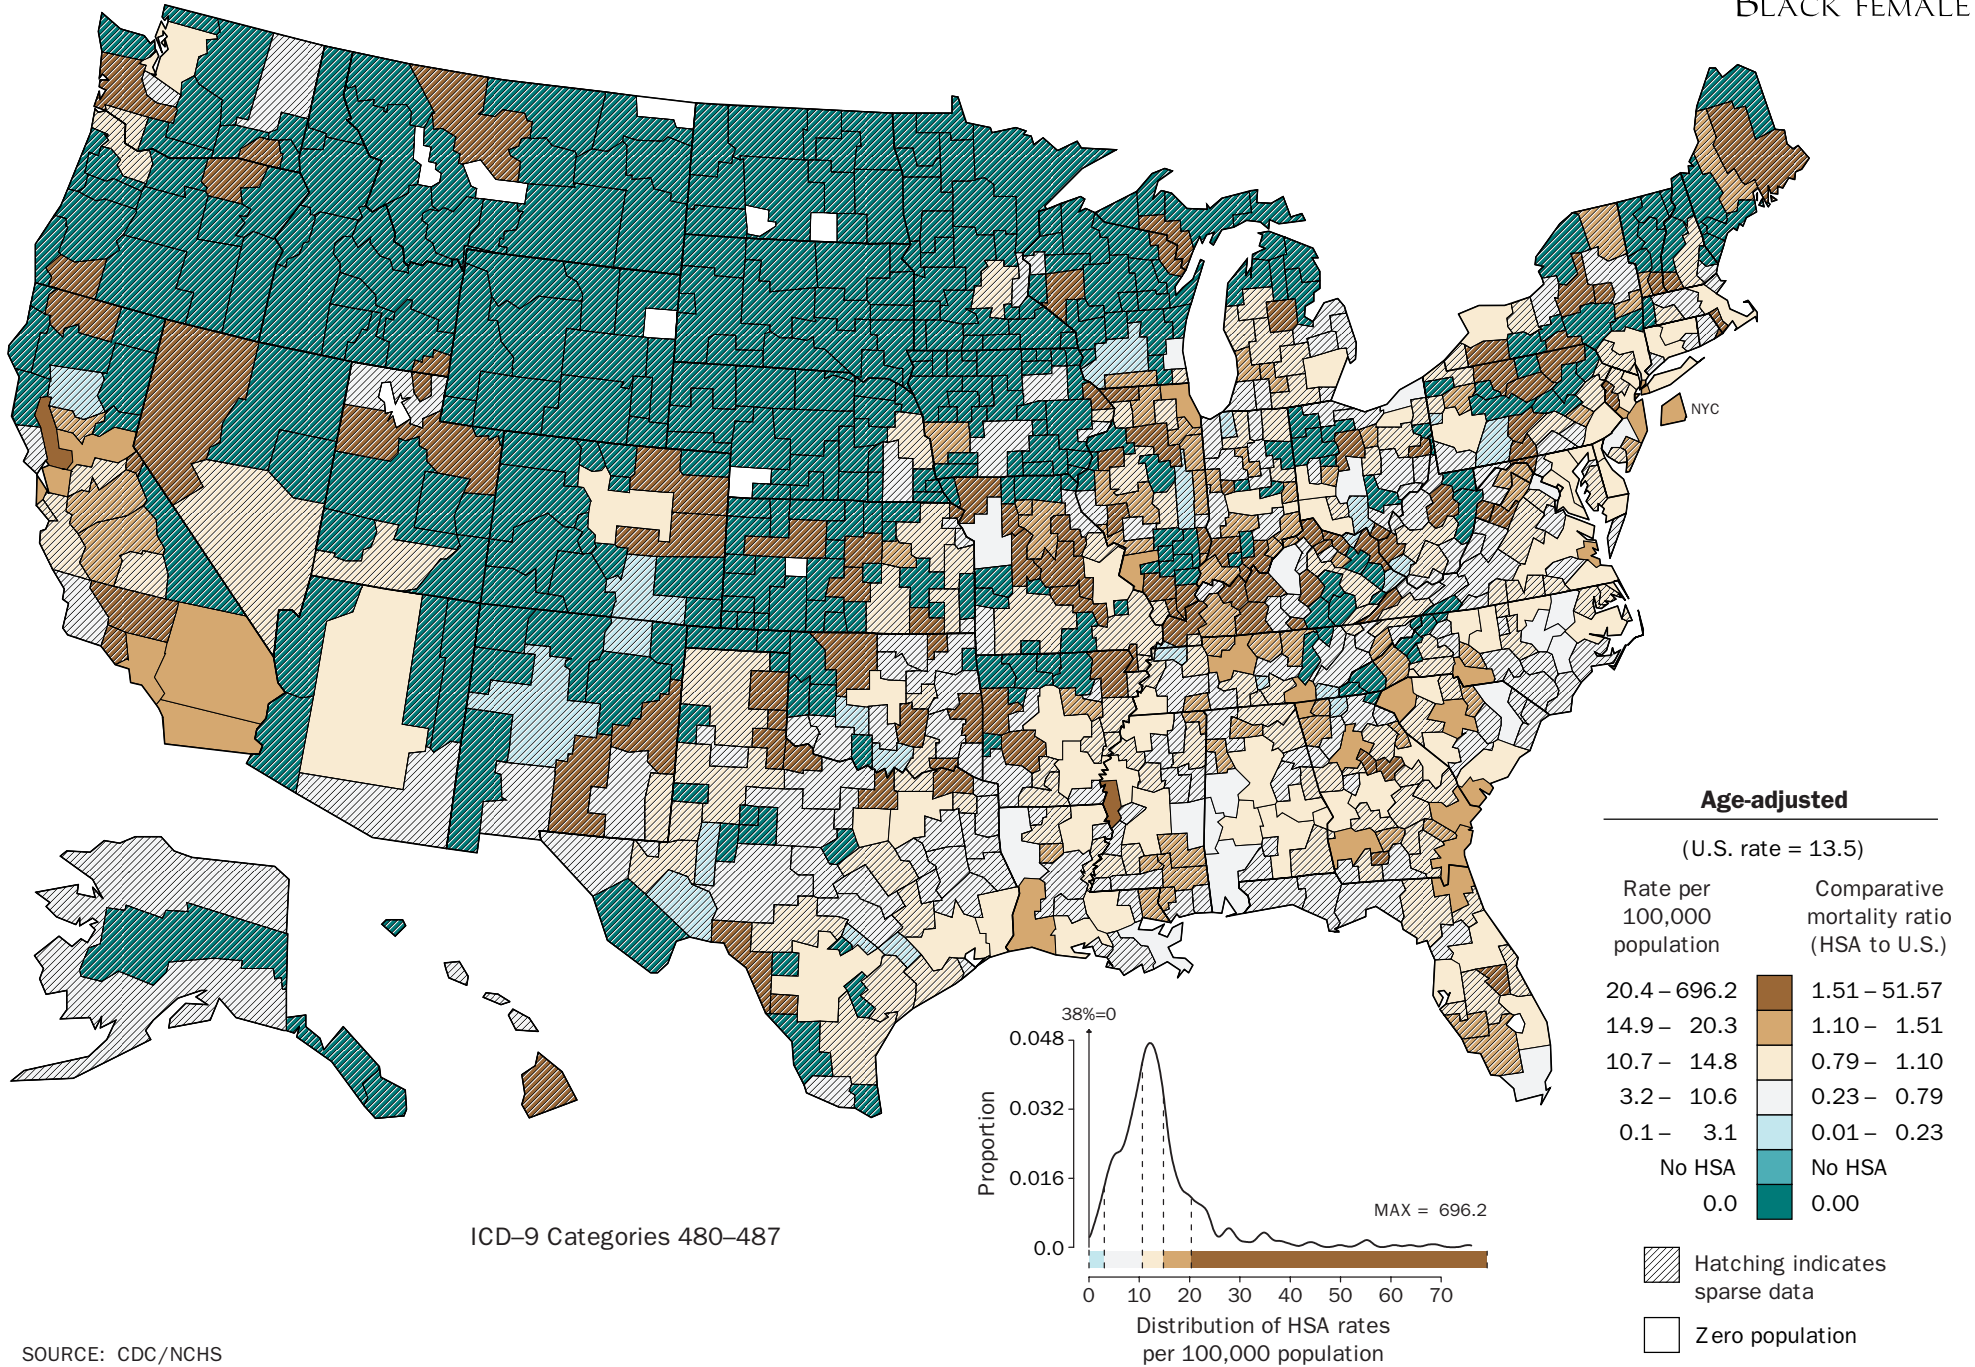 BLACK FEMALE
NYC
Age-adjusted
(U.S. rate = 13.5)
Rate per
100,000
population
Comparative
mortality ratio
(HSA to U.S.)
20.4 – 696.2 1.51 – 51.57
14.9 – 20.3 1.10 – 1.51
10.7 – 14.8 0.79 – 1.10
3.2 – 10.6 0.23 – 0.79
0.1 – 3.1 0.01 – 0.23
No HSA No HSA
0.0 0.00
Hatching indicates
sparse data
Zero population
38%=0
0.048
0.032
0.016
0.0
Proportion
MAX = 696.2
0 10 20 30 40 50 60 70
Distribution of HSA rates
per 100,000 population
ICD–9 Categories 480–487
SOURCE: CDC/NCHS